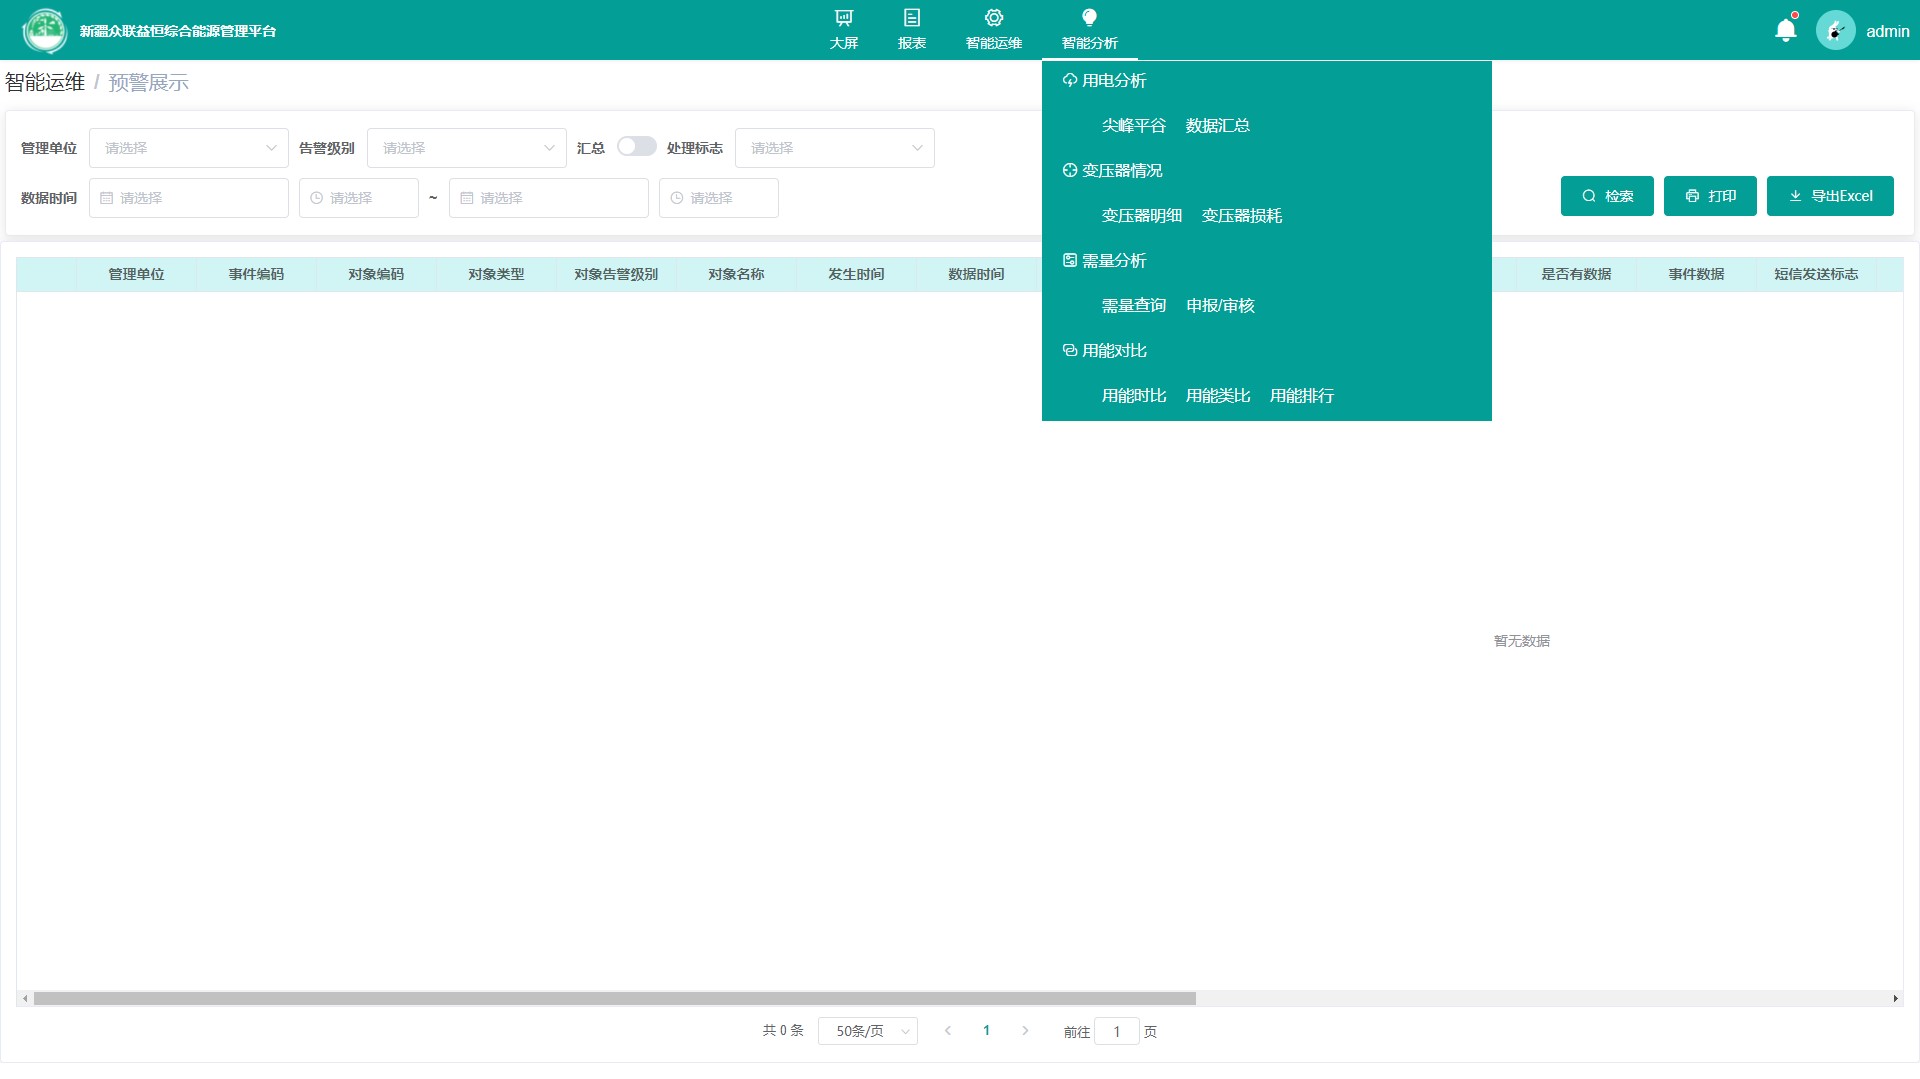 新疆众联益恒综合能源管理平台
大屏 报表 智能运维 智能分析
admin
智能运维 / 预警展示
用电分析
尖峰平谷 数据汇总
变压器情况
变压器明细 变压器损耗
需量分析
需量查询 申报/审核
用能对比
用能时比 用能类比 用能排行
管理单位 请选择 告警级别 请选择 汇总 处理标志 请选择
数据时间 请选择 请选择 ~ 请选择 请选择
检索 打印 导出Excel
管理单位 事件编码 对象编码 对象类型 对象告警级别 对象名称 发生时间 数据时间 是否有数据 事件数据 短信发送标志
暂无数据
共 0 条 50条/页 1 前往 1 页